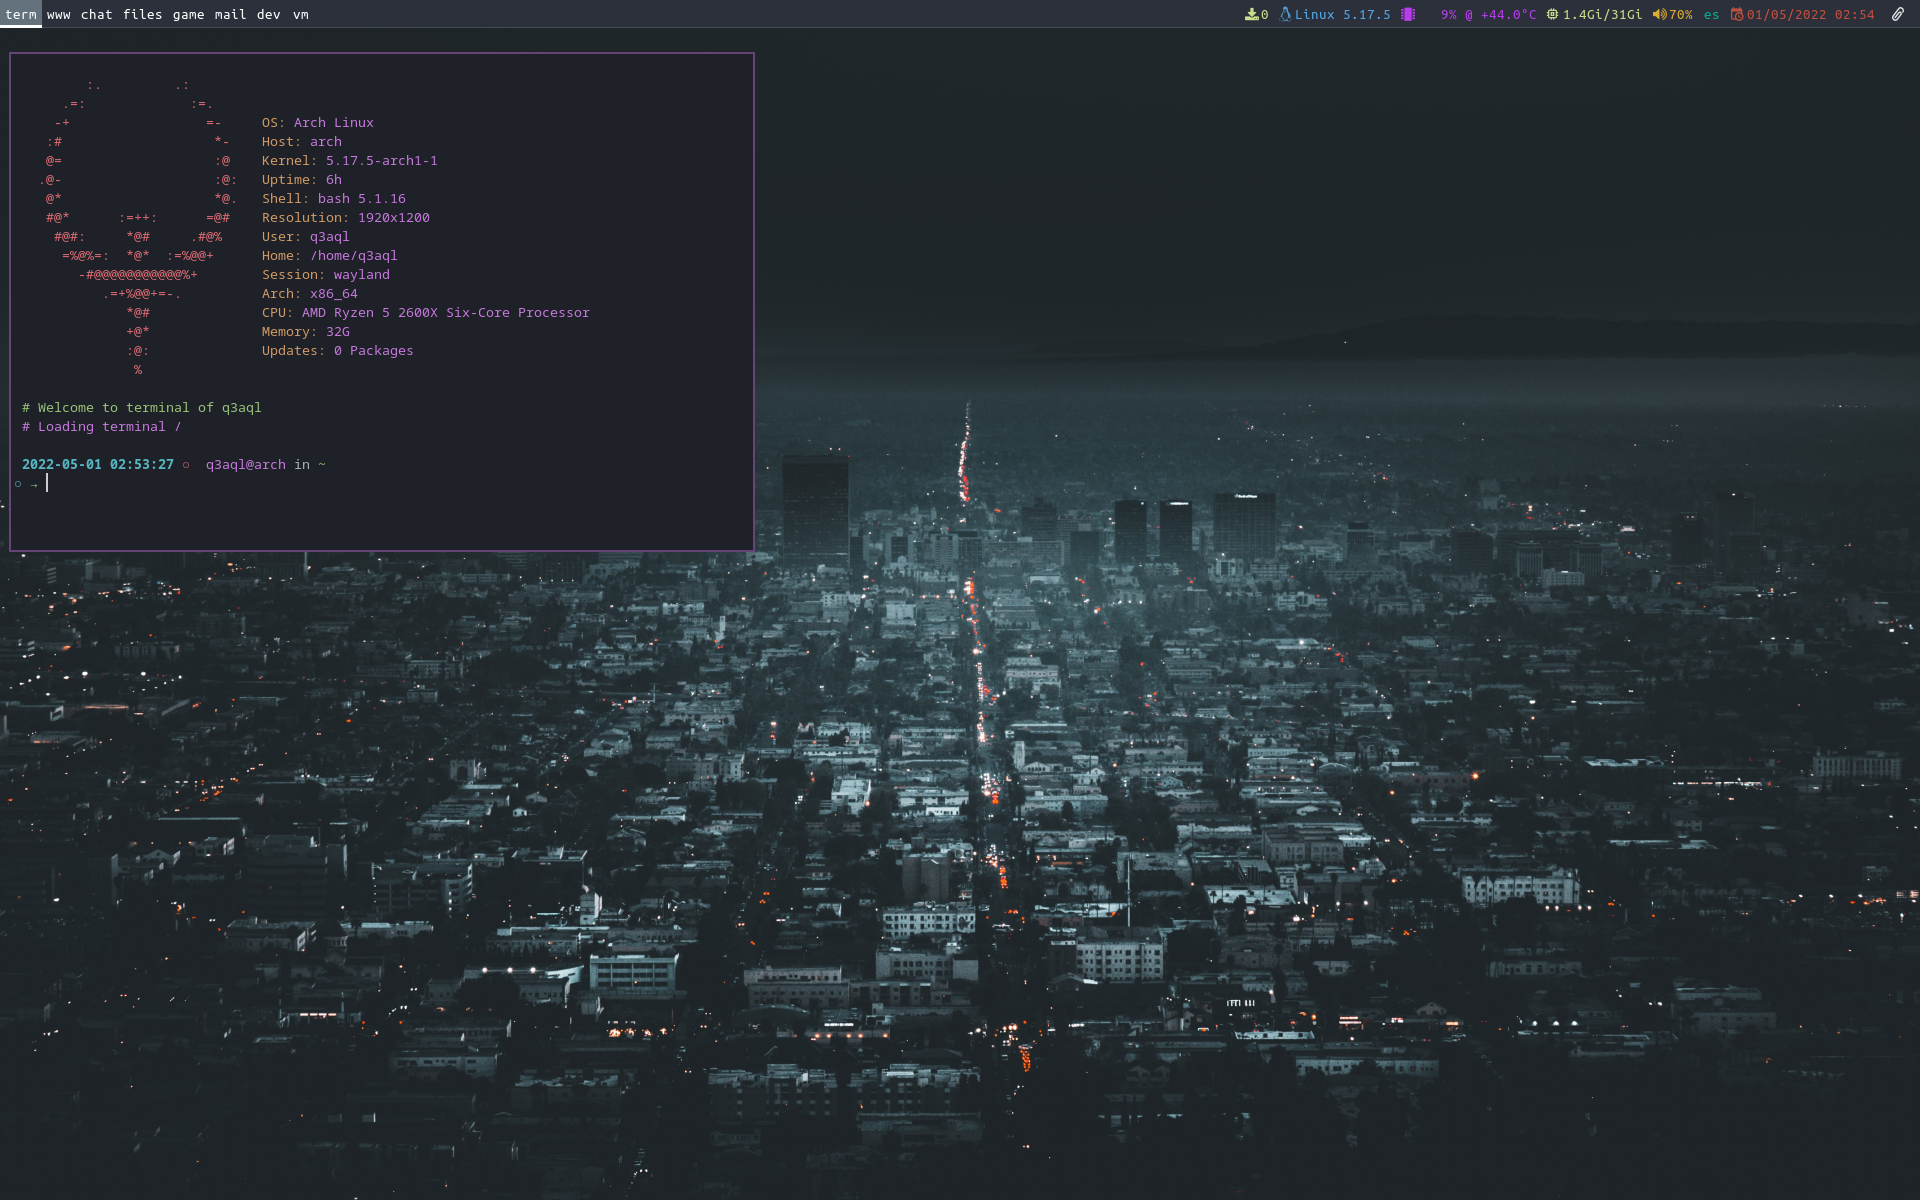 term www chat files game mail dev vm
0 Linux 5.17.5 9% @ +44.0°C 1.4Gi/31Gi 70% es 01/05/2022 02:54
:. .:
.=: :=.
-+ =- OS: Arch Linux
:# *- Host: arch
@= :@ Kernel: 5.17.5-arch1-1
.@- :@: Uptime: 6h
@* *@. Shell: bash 5.1.16
#@* :=++: =@# Resolution: 1920x1200
#@#: *@# .#@% User: q3aql
=%@%=: *@* :=%@@+ Home: /home/q3aql
-#@@@@@@@@@@@%+ Session: wayland
.=+%@@+=-. Arch: x86_64
*@# CPU: AMD Ryzen 5 2600X Six-Core Processor
+@* Memory: 32G
:@: Updates: 0 Packages
%
# Welcome to terminal of q3aql
# Loading terminal /
2022-05-01 02:53:27 ○ q3aql@arch in ~
○ →